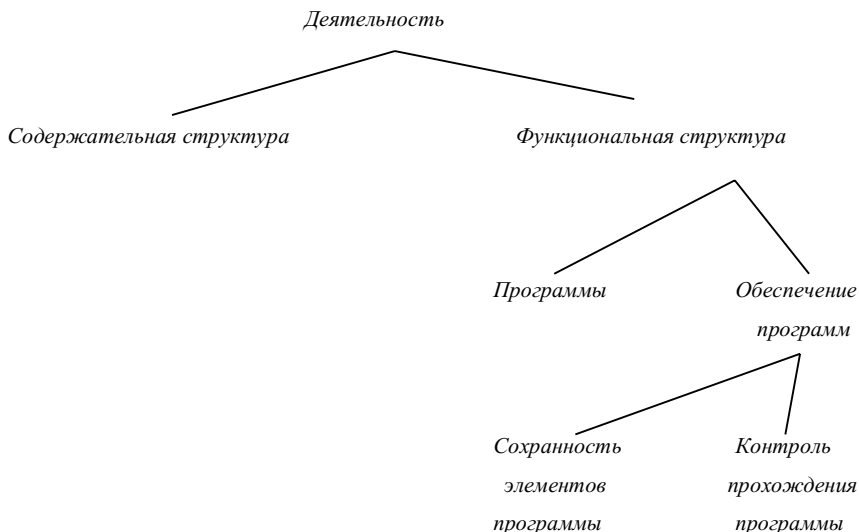 Деятельность
Содержательная структура
Функциональная структура
Программы
Обеспечение
программ
Сохранность
элементов
программы
Контроль
прохождения
программы